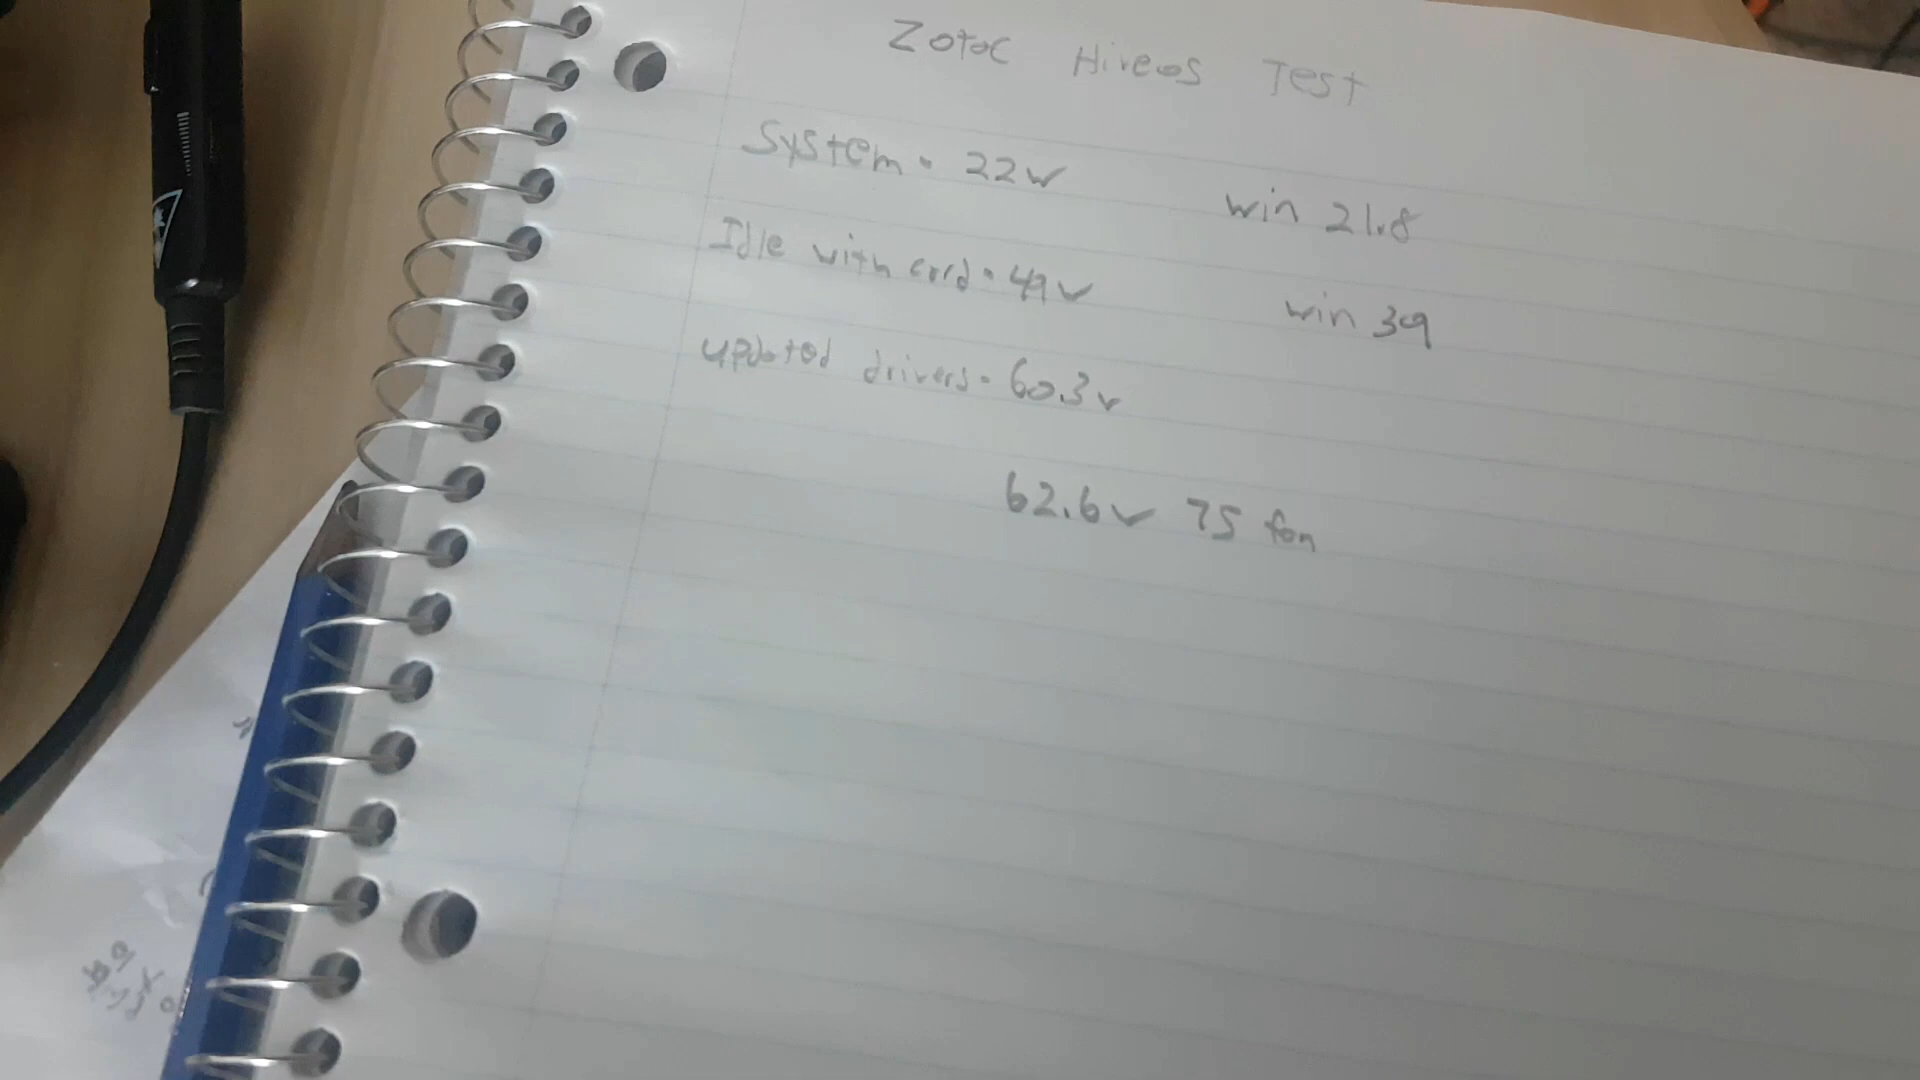 Zotac Hiveos Test
System = 22w win 21.8
Idle with card = 49w win 39
updated drivers = 60.3w
62.6w 75 fan